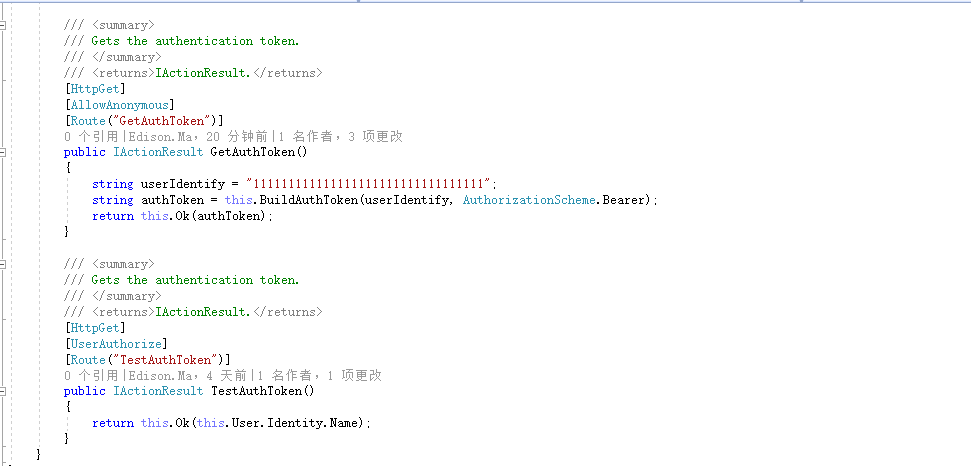 /// <summary>
/// Gets the authentication token.
/// </summary>
/// <returns>IActionResult.</returns>
[HttpGet]
[AllowAnonymous]
[Route("GetAuthToken")]
0 个引用|Edison.Ma，20 分钟前|1 名作者，3 项更改
public IActionResult GetAuthToken()
{
string userIdentify = "11111111111111111111111111111111";
string authToken = this.BuildAuthToken(userIdentify, AuthorizationScheme.Bearer);
return this.Ok(authToken);
}
/// <summary>
/// Gets the authentication token.
/// </summary>
/// <returns>IActionResult.</returns>
[HttpGet]
[UserAuthorize]
[Route("TestAuthToken")]
0 个引用|Edison.Ma，4 天前|1 名作者，1 项更改
public IActionResult TestAuthToken()
{
return this.Ok(this.User.Identity.Name);
}
}